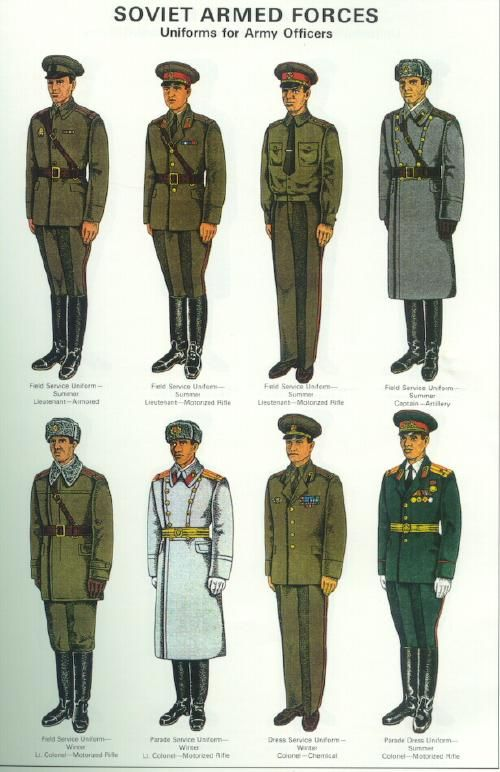 SOVIET ARMED FORCES
Uniforms for Army Officers
Field Service Uniform—
Summer
Lieutenant—Armored
Field Service Uniform—
Summer
Lieutenant—Motorized Rifle
Field Service Uniform—
Summer
Lieutenant—Motorized Rifle
Field Service Uniform—
Summer
Captain—Artillery
Field Service Uniform—
Winter
Lt. Colonel—Motorized Rifle
Parade Service Uniform—
Winter
Lt. Colonel—Motorized Rifle
Dress Service Uniform—
Winter
Colonel—Chemical
Parade Dress Uniform—
Summer
Colonel—Motorized Rifle